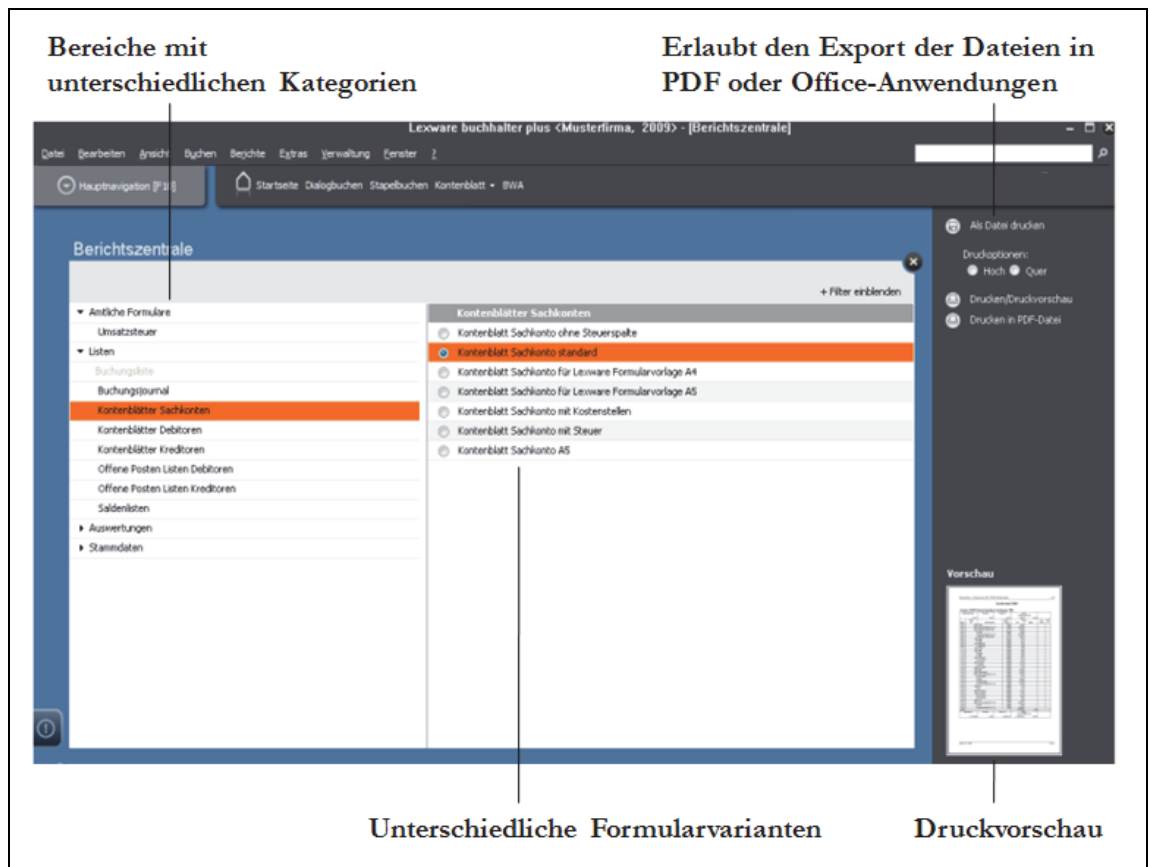 Bereiche mit
unterschiedlichen Kategorien
Erlaubt den Export der Dateien in
PDF oder Office-Anwendungen
Lexware buchhalter plus <Musterfirma, 2009> - [Berichtszentrale]
Datei Bearbeiten Ansicht Buchen Berichte Extras Verwaltung Fenster ?
Hauptnavigation [F10]
Startseite Dialogbuchen Stapelbuchen Kontenblatt BWA
Berichtszentrale
+ Filter einblenden
Amtliche Formulare
Umsatzsteuer
Listen
Buchungsliste
Buchungsjournal
Kontenblätter Sachkonten
Kontenblätter Debitoren
Kontenblätter Kreditoren
Offene Posten Listen Debitoren
Offene Posten Listen Kreditoren
Saldenlisten
Auswertungen
Stammdaten
Kontenblätter Sachkonten
Kontenblatt Sachkonto ohne Steuerspalte
Kontenblatt Sachkonto standard
Kontenblatt Sachkonto für Lexware Formularvorlage A4
Kontenblatt Sachkonto für Lexware Formularvorlage A5
Kontenblatt Sachkonto mit Kostenstellen
Kontenblatt Sachkonto mit Steuer
Kontenblatt Sachkonto A5
Als Datei drucken
Druckoptionen:
Hoch Quer
Drucken/Druckvorschau
Drucken in PDF-Datei
Vorschau
Unterschiedliche Formularvarianten
Druckvorschau